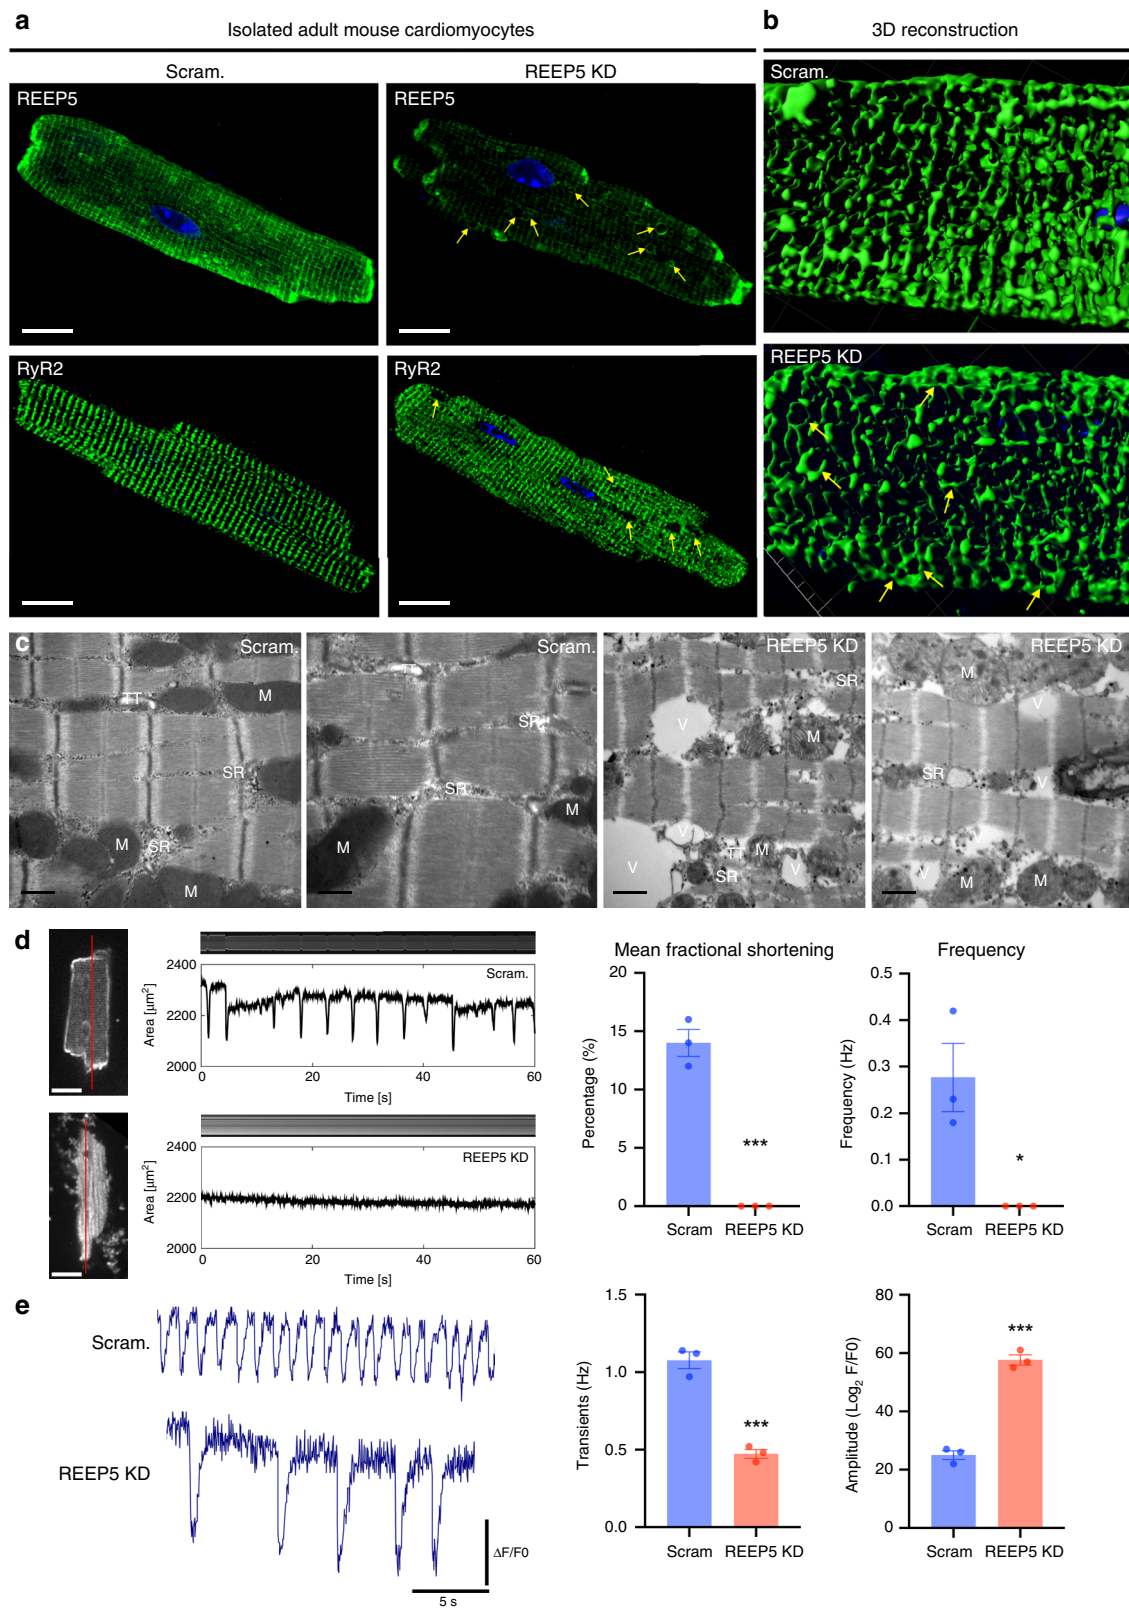 a
Isolated adult mouse cardiomyocytes
Scram.
REEP5 KD
REEP5
REEP5
RyR2
RyR2
b
3D reconstruction
Scram.
REEP5 KD
c
Scram.
TT
M
SR
M
SR
M
Scram.
TT
SR
SR
M
M
REEP5 KD
SR
V
M
V
TT
M
V
SR
V
REEP5 KD
M
V
SR
V
V
M
M
d
2400
2200
2000
Area [µm²]
Scram.
0
20
40
60
Time [s]
2400
2200
2000
Area [µm²]
REEP5 KD
0
20
40
60
Time [s]
Mean fractional shortening
20
15
10
5
0
Percentage (%)
***
Scram
REEP5 KD
Frequency
0.5
0.4
0.3
0.2
0.1
0.0
Frequency (Hz)
*
Scram
REEP5 KD
e
Scram.
REEP5 KD
ΔF/F0
5 s
1.5
1.0
0.5
0.0
Transients (Hz)
***
Scram
REEP5 KD
80
60
40
20
0
Amplitude (Log₂ F/F0)
***
Scram
REEP5 KD